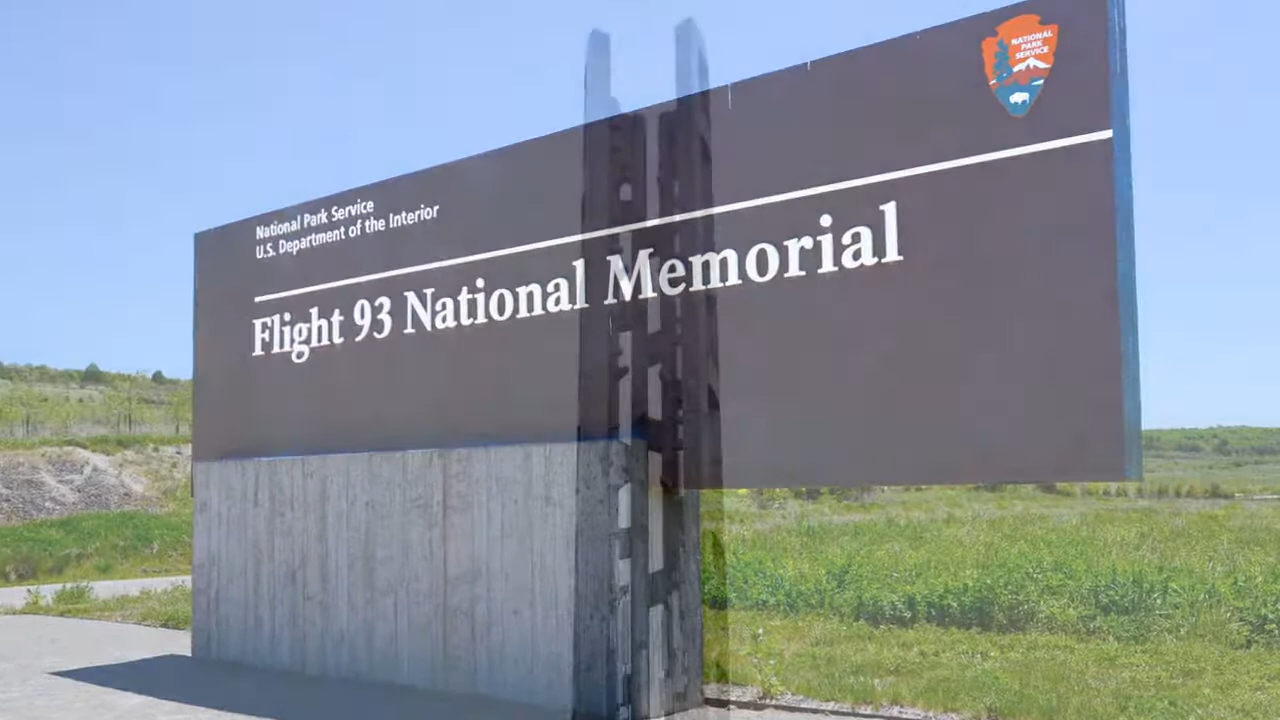 NATIONAL
PARK
SERVICE
National Park Service
U.S. Department of the Interior
Flight 93 National Memorial